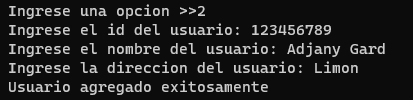 Ingrese una opcion >>2
Ingrese el id del usuario: 123456789
Ingrese el nombre del usuario: Adjany Gard
Ingrese la direccion del usuario: Limon
Usuario agregado exitosamente